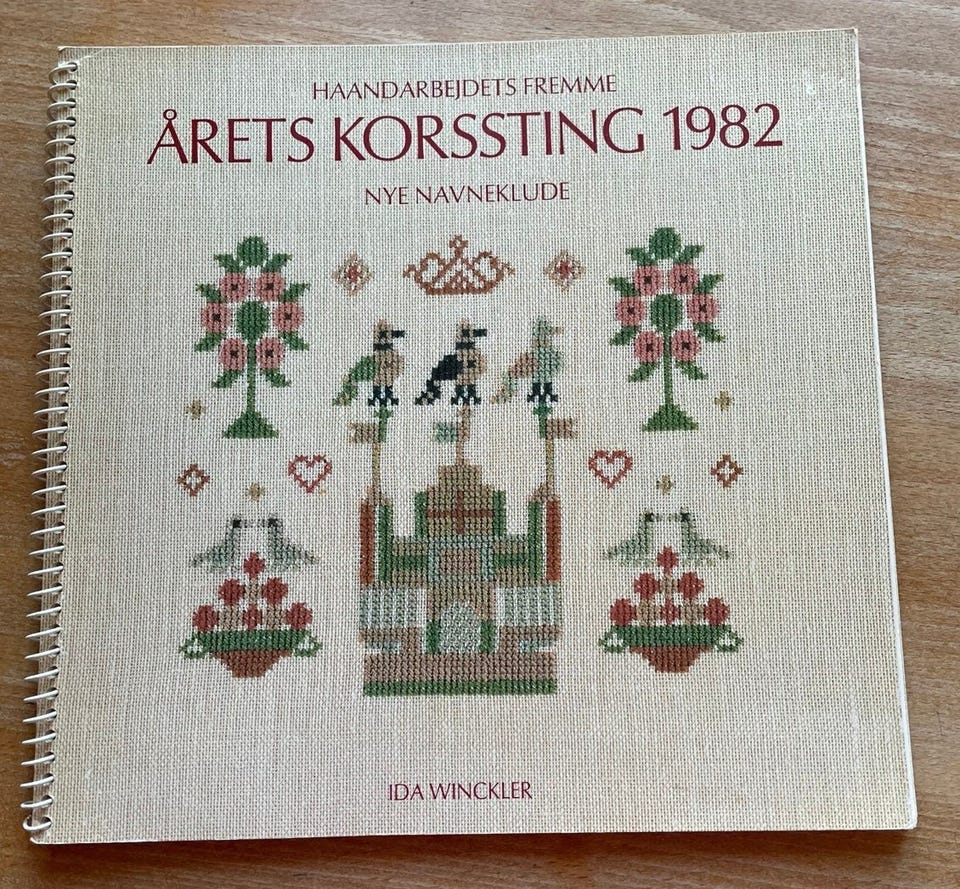 HAANDARBEJDETS FREMME
ÅRETS KORSSTING 1982
NYE NAVNEKLUDE
IDA WINCKLER